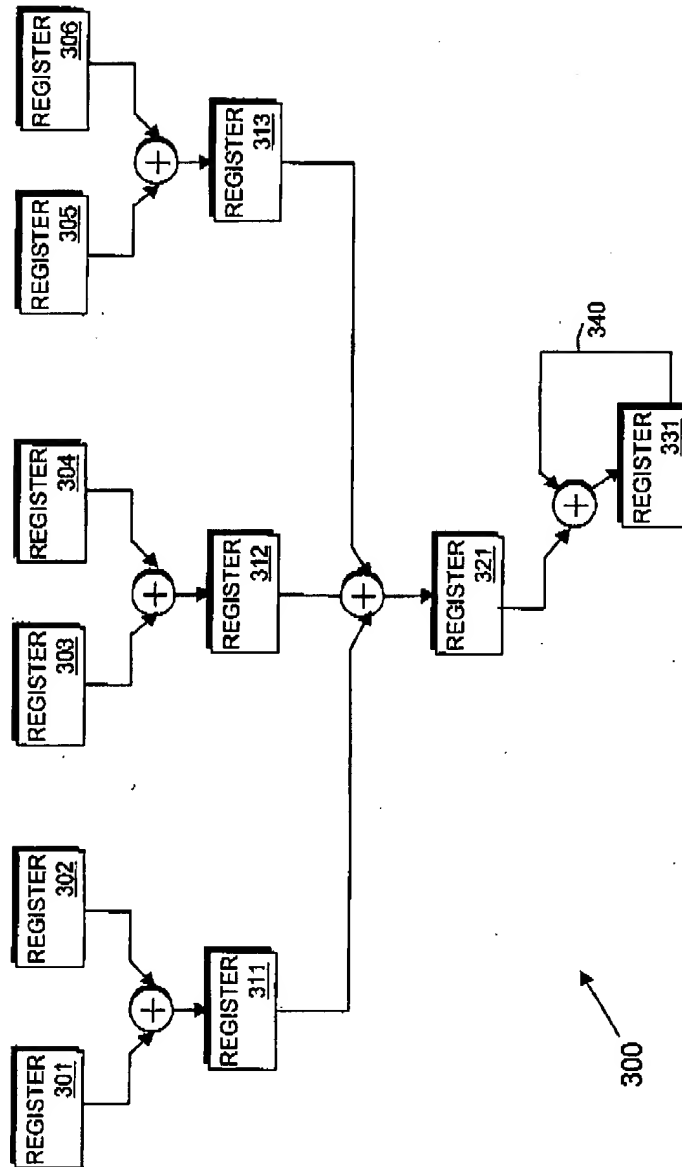 REGISTER
301
REGISTER
302
REGISTER
303
REGISTER
304
REGISTER
305
REGISTER
306
+
+
+
REGISTER
311
REGISTER
312
REGISTER
313
+
REGISTER
321
+
340
REGISTER
331
300